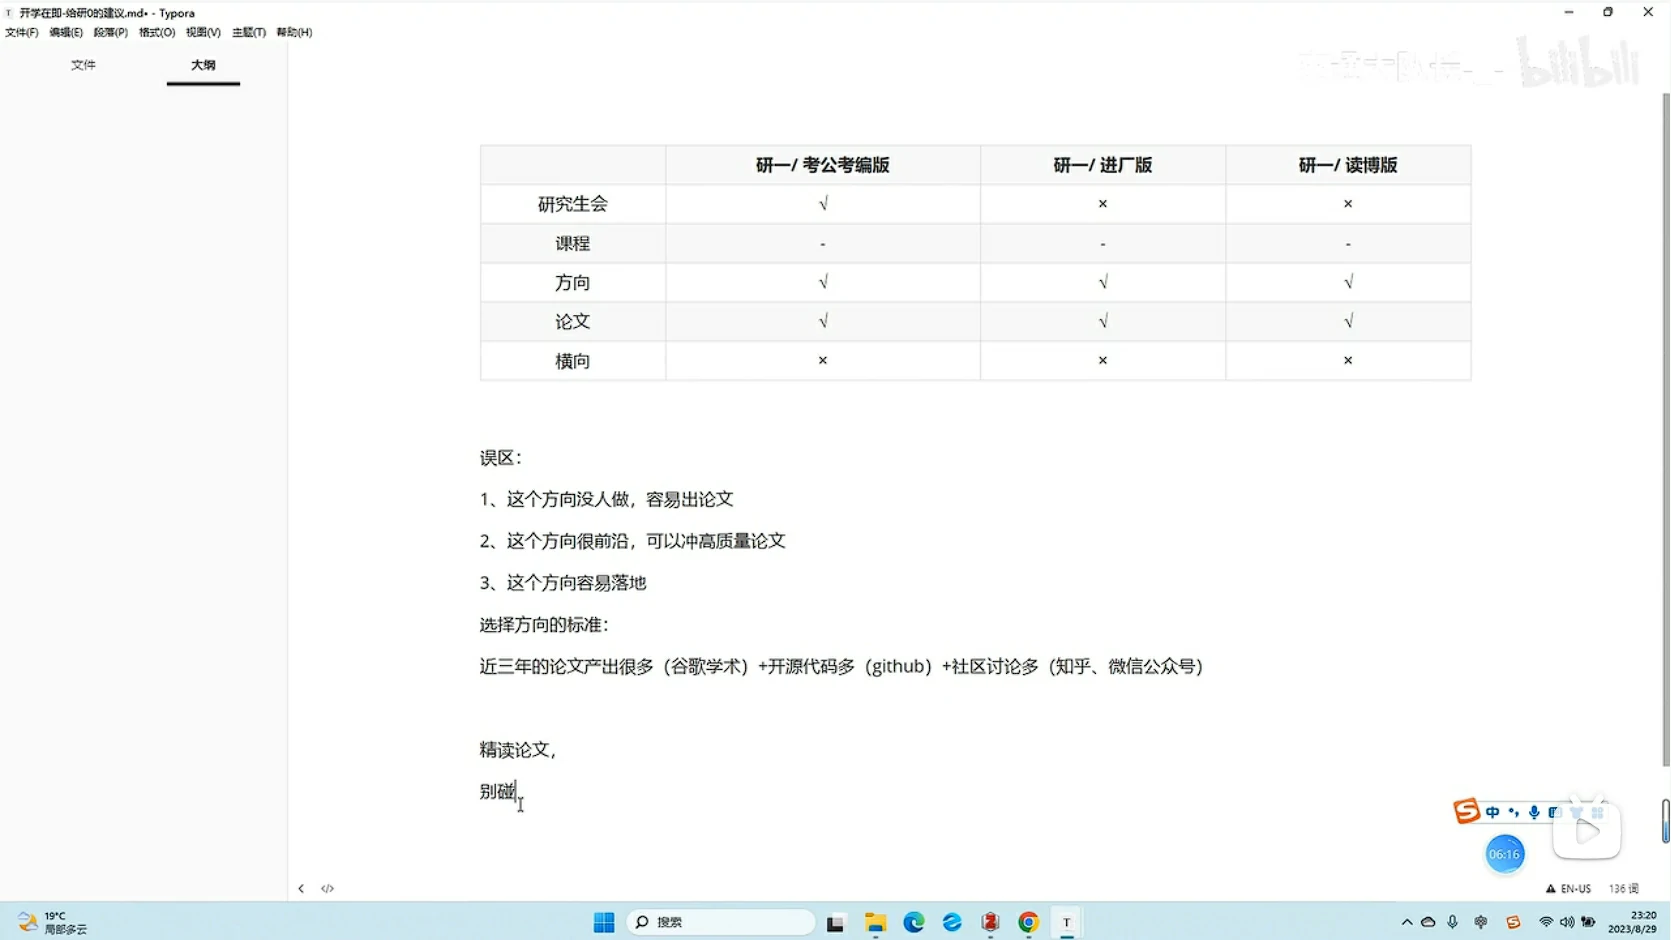 开学在即-给研0的建议.md• - Typora
文件(F) 编辑(E) 段落(P) 格式(O) 视图(V) 主题(T) 帮助(H)
文件 大纲
bilibili
研一/ 考公考编版 研一/ 进厂版 研一/ 读博版
研究生会 √ × ×
课程 - - -
方向 √ √ √
论文 √ √ √
横向 × × ×
误区：
1、这个方向没人做，容易出论文
2、这个方向很前沿，可以冲高质量论文
3、这个方向容易落地
选择方向的标准：
近三年的论文产出很多（谷歌学术）+开源代码多（github）+社区讨论多（知乎、微信公众号）
精读论文，
别碰
中
06:16
EN-US 136 词
19°C
局部多云
搜索
23:20
2023/8/29